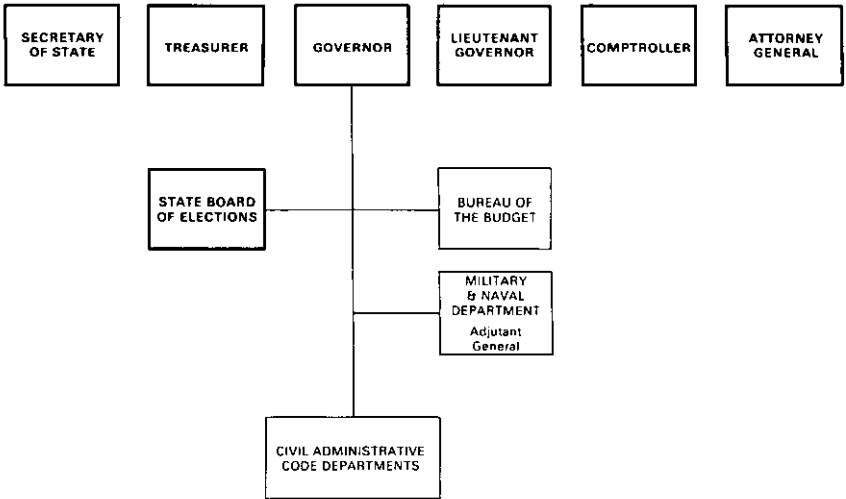 SECRETARY
OF STATE
TREASURER
GOVERNOR
LIEUTENANT
GOVERNOR
COMPTROLLER
ATTORNEY
GENERAL
STATE BOARD
OF ELECTIONS
BUREAU OF
THE BUDGET
MILITARY
& NAVAL
DEPARTMENT
Adjutant
General
CIVIL ADMINISTRATIVE
CODE DEPARTMENTS